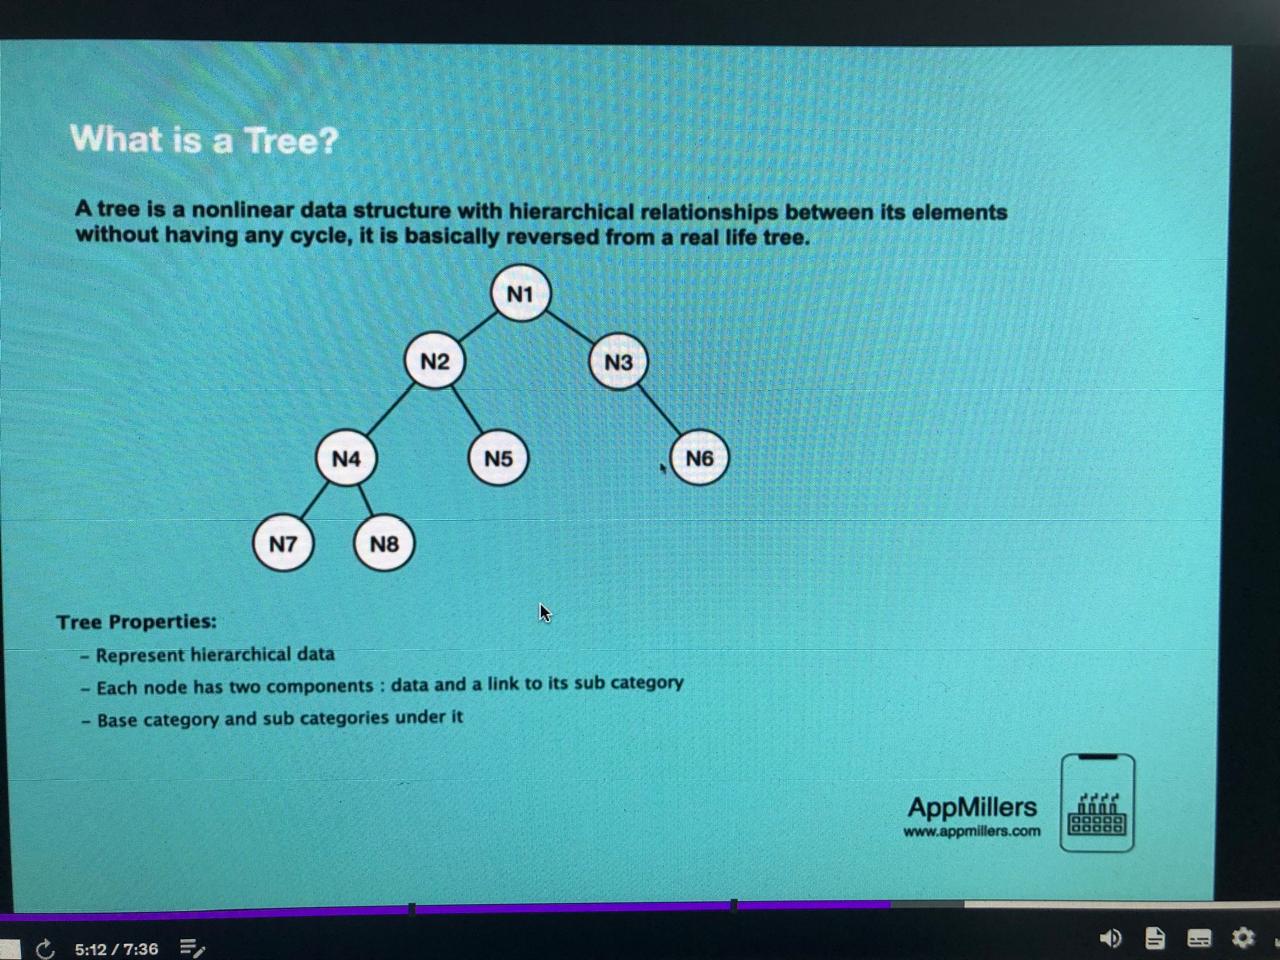 What is a Tree?
A tree is a nonlinear data structure with hierarchical relationships between its elements
without having any cycle, it is basically reversed from a real life tree.
N1
N2
N3
N4
N5
N6
N7
N8
Tree Properties:
– Represent hierarchical data
– Each node has two components : data and a link to its sub category
– Base category and sub categories under it
AppMillers
www.appmillers.com
5:12 / 7:36